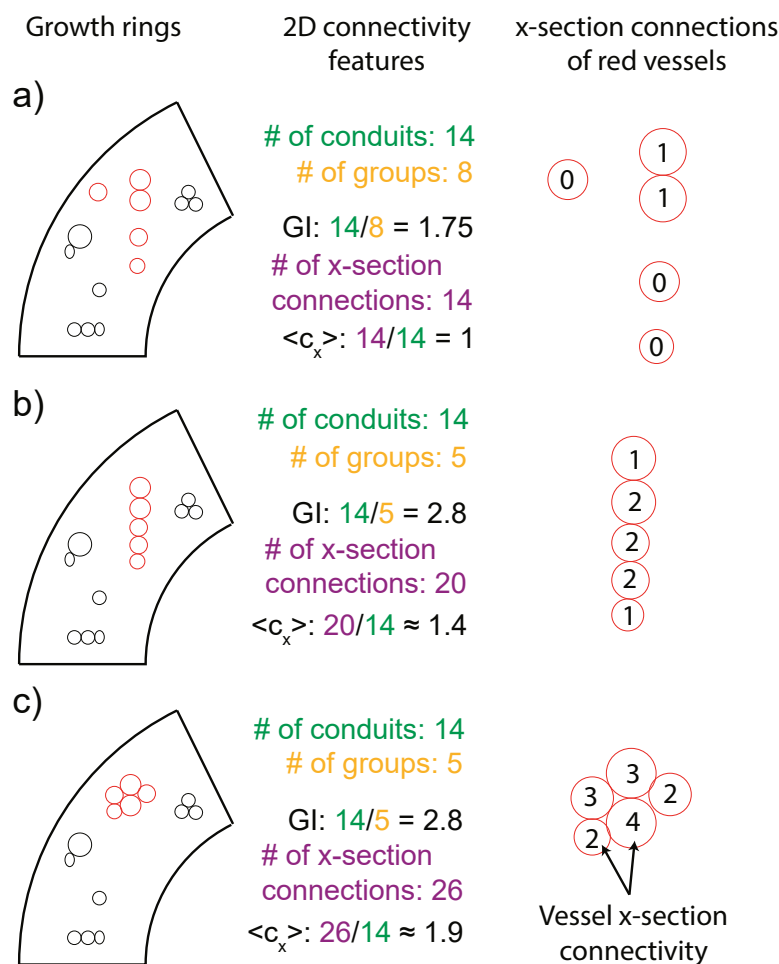 Growth rings
2D connectivity
features
x-section connections
of red vessels
a)
# of conduits: 14
# of groups: 8
GI: 14/8 = 1.75
# of x-section
connections: 14
<cx>: 14/14 = 1
0
1
1
0
0
b)
# of conduits: 14
# of groups: 5
GI: 14/5 = 2.8
# of x-section
connections: 20
<cx>: 20/14 ≈ 1.4
1
2
2
2
1
c)
# of conduits: 14
# of groups: 5
GI: 14/5 = 2.8
# of x-section
connections: 26
<cx>: 26/14 ≈ 1.9
3
3
2
4
2
Vessel x-section
connectivity